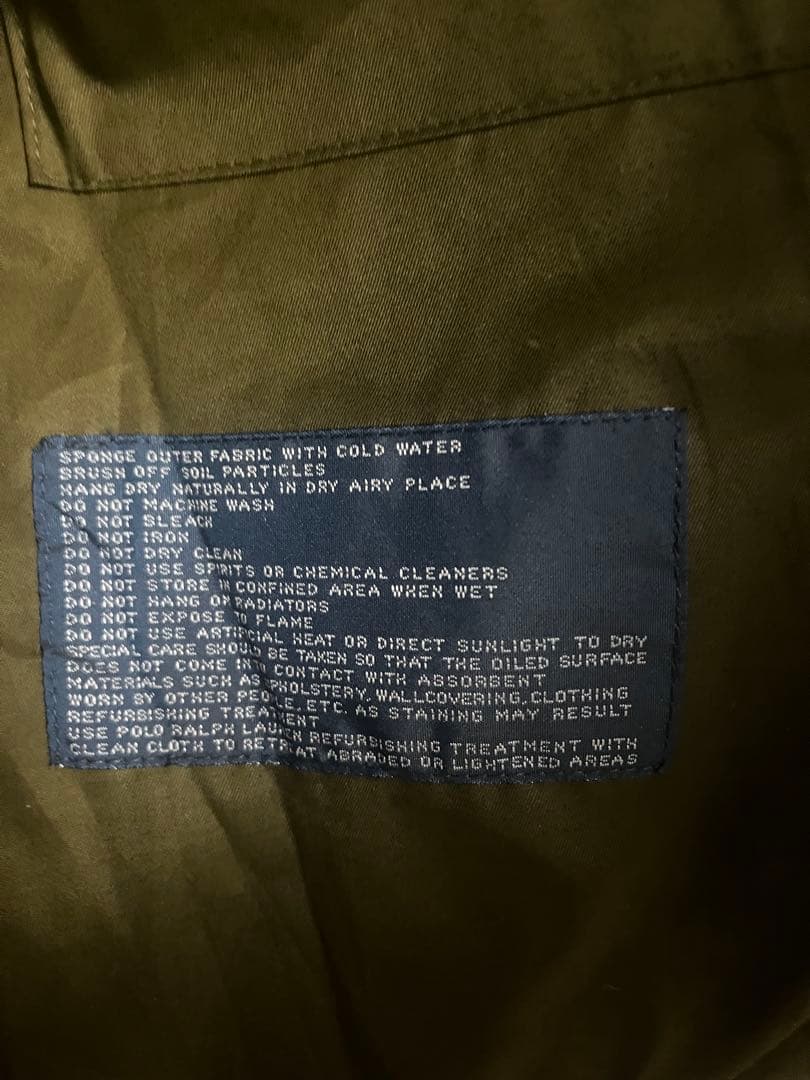 SPONGE OUTER FABRIC WITH COLD WATER
BRUSH OFF SOIL PARTICLES
HANG DRY NATURALLY IN DRY AIRY PLACE
DO NOT MACHINE WASH
DO NOT BLEACH
DO NOT IRON
DO NOT DRY CLEAN
DO NOT USE SPIRITS OR CHEMICAL CLEANERS
DO NOT STORE IN CONFINED AREA WHEN WET
DO NOT HANG ON RADIATORS
DO NOT EXPOSE TO FLAME
DO NOT USE ARTIFICIAL HEAT OR DIRECT SUNLIGHT TO DRY
SPECIAL CARE SHOULD BE TAKEN SO THAT THE OILED SURFACE
DOES NOT COME INTO CONTACT WITH ABSORBENT
MATERIALS SUCH AS UPHOLSTERY, WALLCOVERING, CLOTHING
WORN BY OTHER PEOPLE, ETC. AS STAINING MAY RESULT
REFURBISHING TREATMENT
USE POLO RALPH LAUREN REFURBISHING TREATMENT WITH
CLEAN CLOTH TO RETREAT ABRADED OR LIGHTENED AREAS